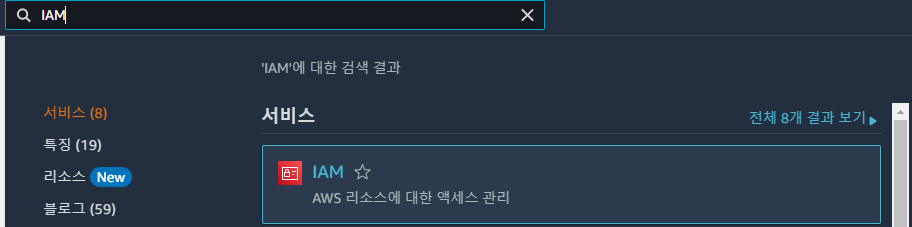 IAM
'IAM'에 대한 검색 결과
서비스 (8)
특징 (19)
리소스 New
블로그 (59)
서비스
전체 8개 결과 보기
IAM
AWS 리소스에 대한 액세스 관리